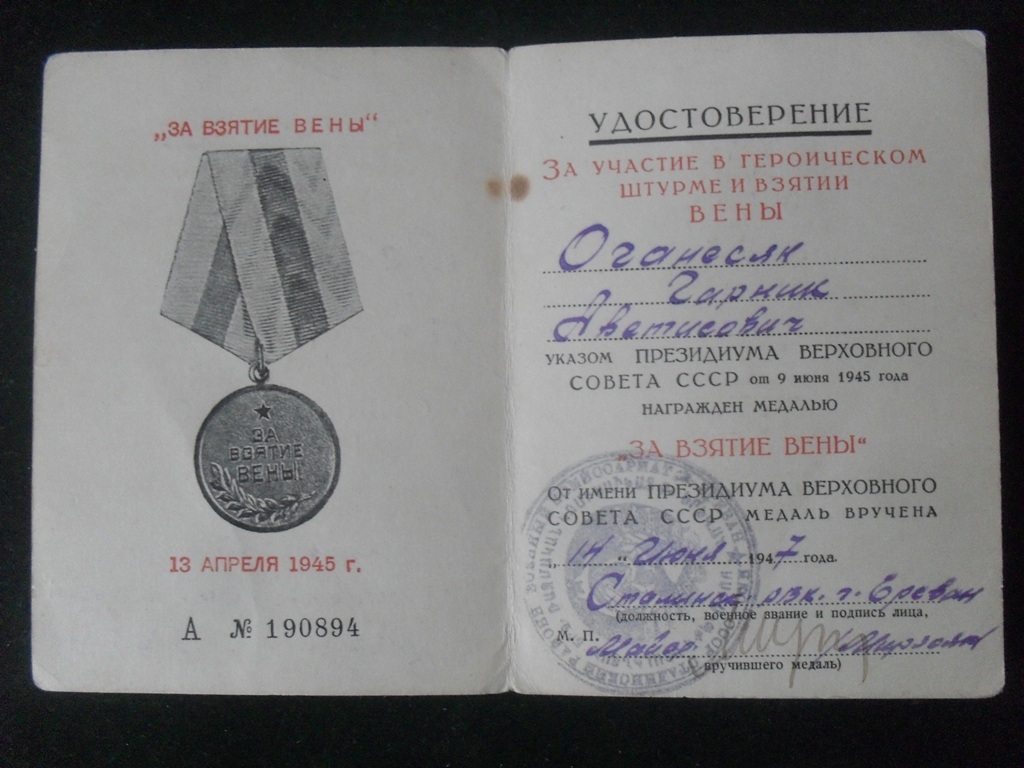 „ЗА ВЗЯТИЕ ВЕНЫ“
ЗА
ВЗЯТИЕ
ВЕНЫ
13 АПРЕЛЯ 1945 г.
А № 190894
УДОСТОВЕРЕНИЕ
ЗА УЧАСТИЕ В ГЕРОИЧЕСКОМ
ШТУРМЕ И ВЗЯТИИ
ВЕНЫ
Оганесян
Гарник
Аветисович
УКАЗОМ ПРЕЗИДИУМА ВЕРХОВНОГО
СОВЕТА СССР от 9 июня 1945 года
НАГРАЖДЕН МЕДАЛЬЮ
„ЗА ВЗЯТИЕ ВЕНЫ“
ОТ ИМЕНИ ПРЕЗИДИУМА ВЕРХОВНОГО
СОВЕТА СССР МЕДАЛЬ ВРУЧЕНА
„14“ Июня 1947 года.
Сталинск. рвк. г. Ереван
(должность, военное звание и подпись лица,
М. П. Майор
вручившего медаль)